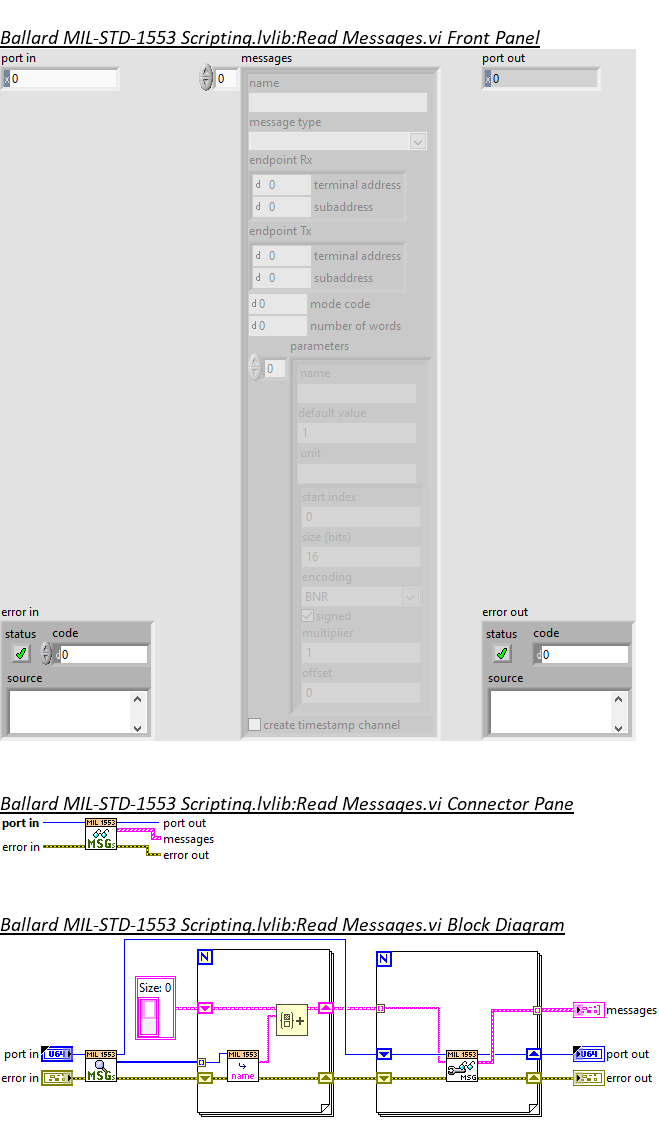 Ballard MIL-STD-1553 Scripting.lvlib:Read Messages.vi Front Panel
port in
messages
port out
x 0
0
x 0
name
message type
endpoint Rx
d 0 terminal address
d 0 subaddress
endpoint Tx
d 0 terminal address
d 0 subaddress
d 0 mode code
d 0 number of words
parameters
0
name
default value
1
unit
start index
0
size (bits)
16
encoding
BNR
signed
multiplier
1
offset
0
create timestamp channel
error in
status code
d 0
source
error out
status code
d 0
source
Ballard MIL-STD-1553 Scripting.lvlib:Read Messages.vi Connector Pane
port in
error in
MIL 1553
MSGs
port out
messages
error out
Ballard MIL-STD-1553 Scripting.lvlib:Read Messages.vi Block Diagram
N
N
Size: 0
messages
port in U64
MIL 1553
MSGs
MIL 1553
name
MIL 1553
MSG
U64 port out
error in
error out